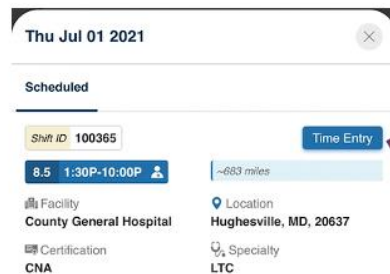 Thu Jul 01 2021
Scheduled
Shift ID 100365
Time Entry
8.5 1:30P-10:00P
~683 miles
Facility
County General Hospital
Location
Hughesville, MD, 20637
Certification
CNA
Specialty
LTC